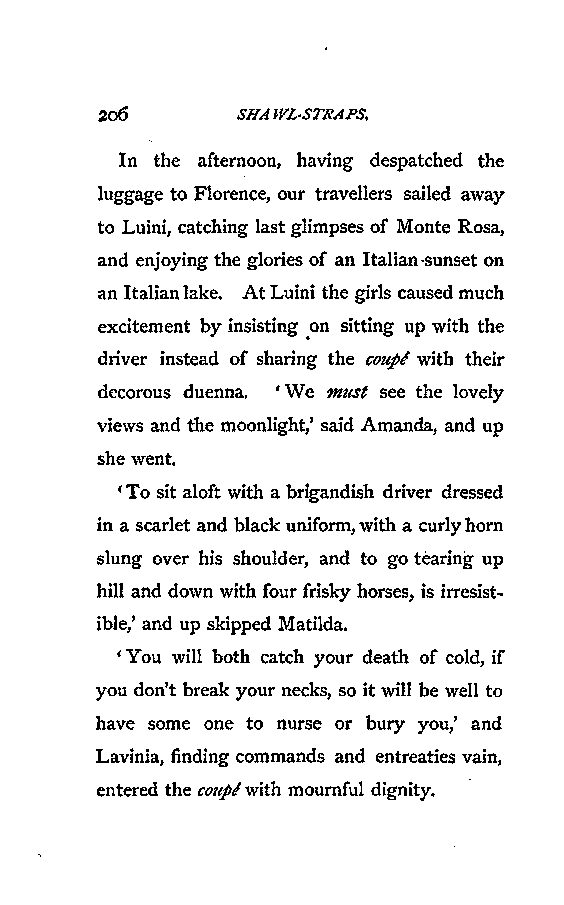 206 SHAWL-STRAPS.
In the afternoon, having despatched the
luggage to Florence, our travellers sailed away
to Luini, catching last glimpses of Monte Rosa,
and enjoying the glories of an Italian sunset on
an Italian lake. At Luini the girls caused much
excitement by insisting on sitting up with the
driver instead of sharing the coupé with their
decorous duenna. ‘We must see the lovely
views and the moonlight,’ said Amanda, and up
she went.
‘To sit aloft with a brigandish driver dressed
in a scarlet and black uniform, with a curly horn
slung over his shoulder, and to go tearing up
hill and down with four frisky horses, is irresist-
ible,’ and up skipped Matilda.
‘You will both catch your death of cold, if
you don’t break your necks, so it will be well to
have some one to nurse or bury you,’ and
Lavinia, finding commands and entreaties vain,
entered the coupé with mournful dignity.